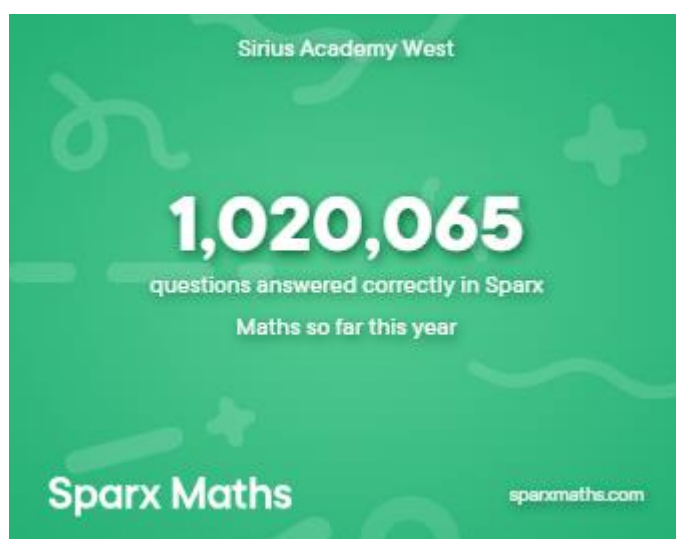 Sirius Academy West
1,020,065
questions answered correctly in Sparx
Maths so far this year
Sparx Maths
sparxmaths.com